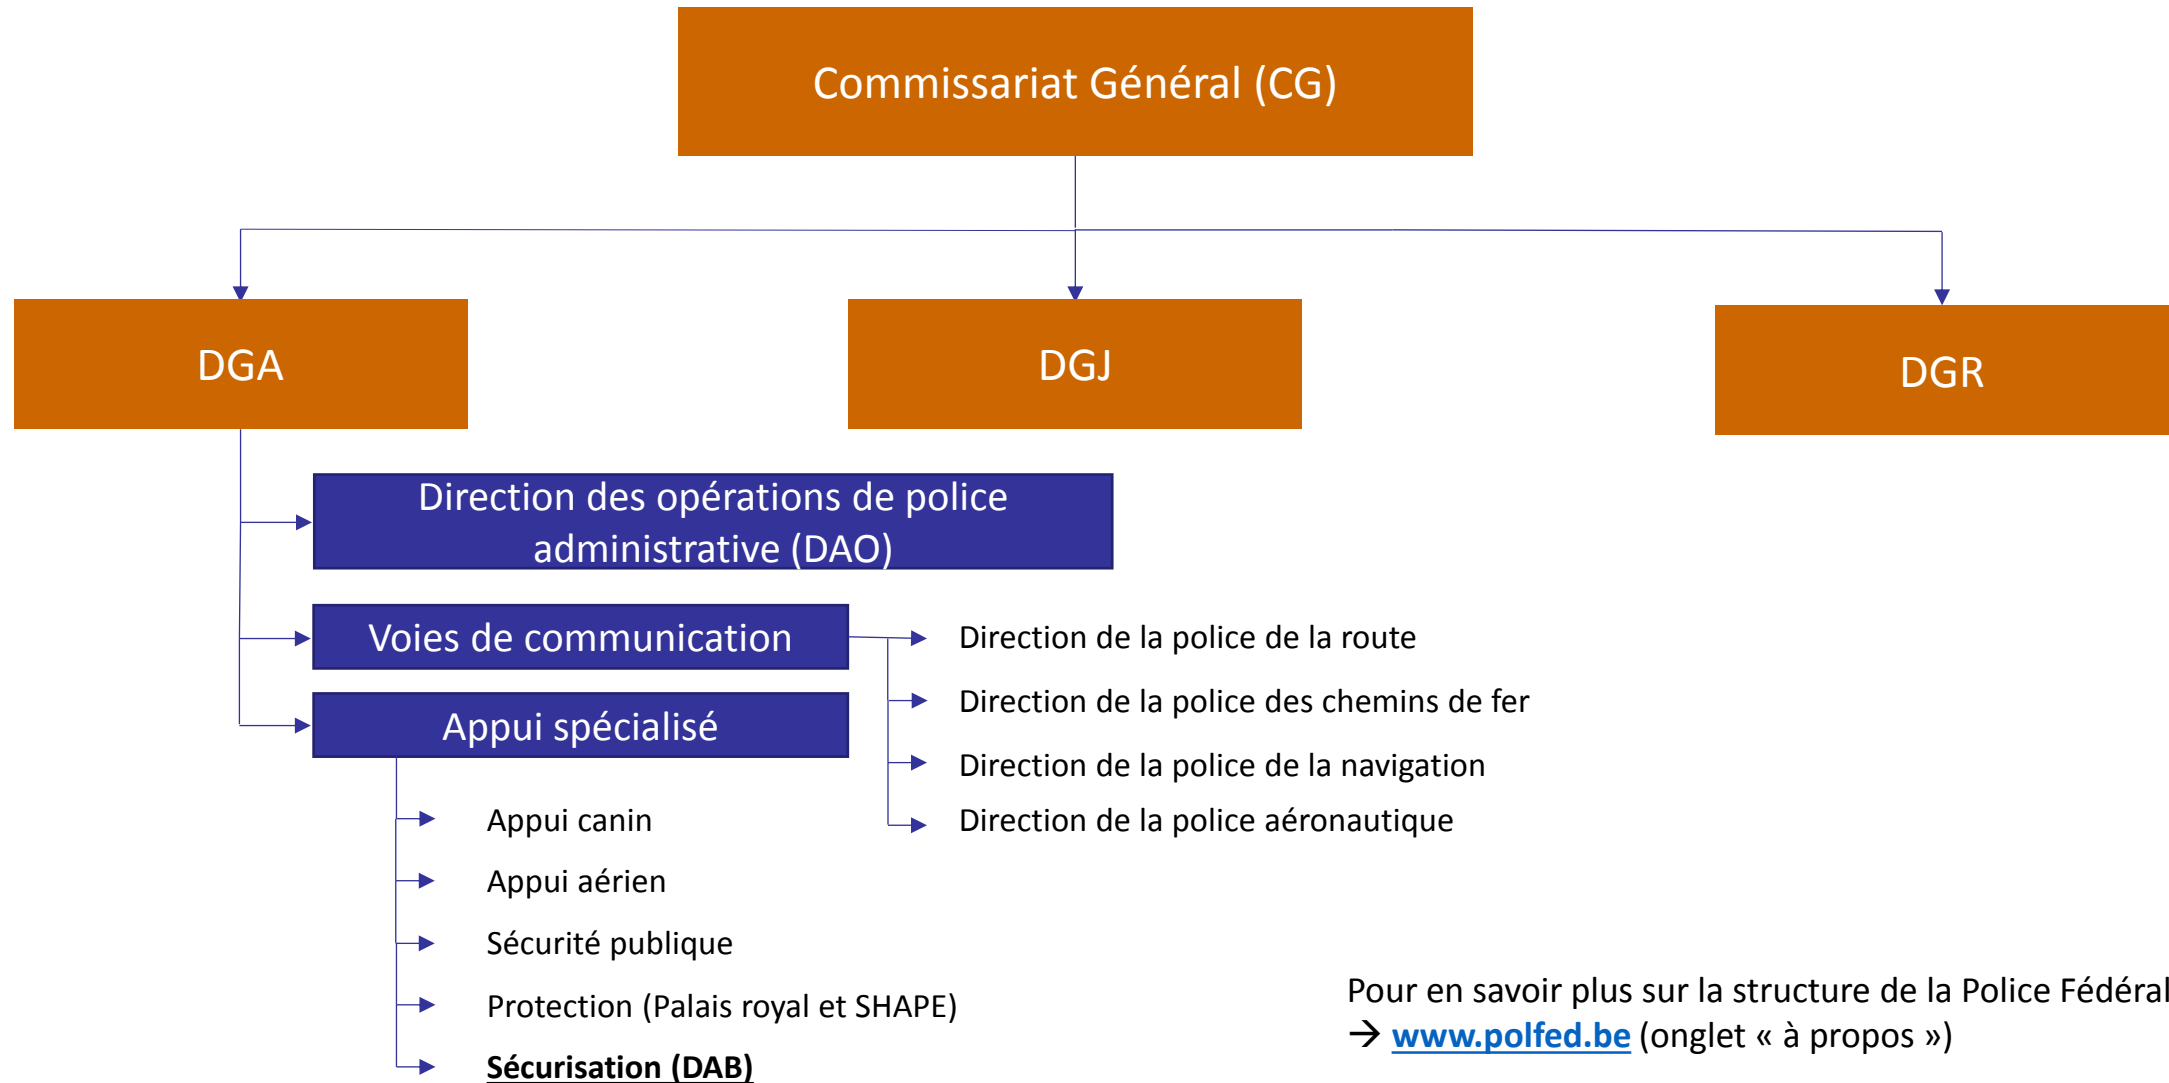 Commissariat Général (CG)
DGA
DGJ
DGR
Direction des opérations de police
administrative (DAO)
Voies de communication
Direction de la police de la route
Direction de la police des chemins de fer
Direction de la police de la navigation
Direction de la police aéronautique
Appui spécialisé
Appui canin
Appui aérien
Sécurité publique
Protection (Palais royal et SHAPE)
Sécurisation (DAB)
Pour en savoir plus sur la structure de la Police Fédéral
→ www.polfed.be (onglet « à propos »)